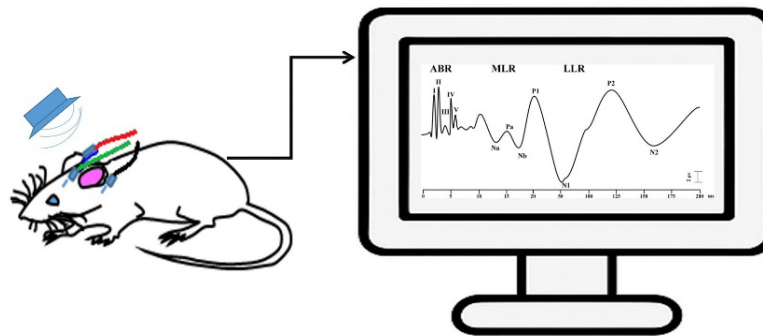 ABR MLR LLR
I II III IV V
Na Pa Nb P1 N1 P2 N2
0 5 10 15 20 50 100 125 150 175 200 ms